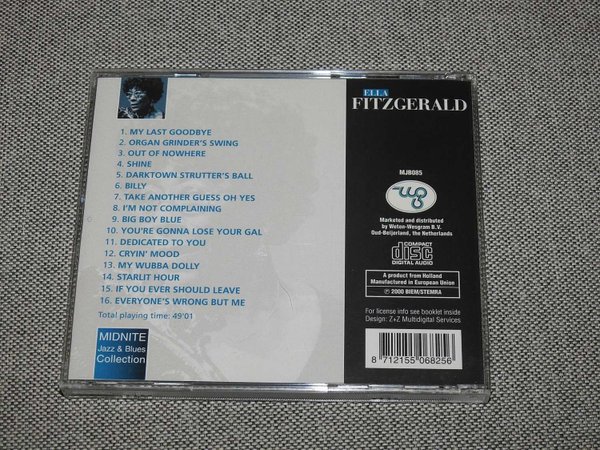 1. MY LAST GOODBYE
2. ORGAN GRINDER'S SWING
3. OUT OF NOWHERE
4. SHINE
5. DARKTOWN STRUTTER'S BALL
6. BILLY
7. TAKE ANOTHER GUESS OH YES
8. I'M NOT COMPLAINING
9. BIG BOY BLUE
10. YOU'RE GONNA LOSE YOUR GAL
11. DEDICATED TO YOU
12. CRYIN' MOOD
13. MY WUBBA DOLLY
14. STARLIT HOUR
15. IF YOU EVER SHOULD LEAVE
16. EVERYONE'S WRONG BUT ME
Total playing time: 49'01
MIDNITE
Jazz & Blues
Collection
ELLA
FITZGERALD
MJB085
wg
Marketed and distributed
by Woton-Wesgram B.V.
Oud-Beijerland, the Netherlands
COMPACT
disc
DIGITAL AUDIO
A product from Holland
Manufactured in European Union
℗ 2000 BIEM/STEMRA
For license info see booklet inside
Design: Z+Z Multidigital Services
8 712155 068256